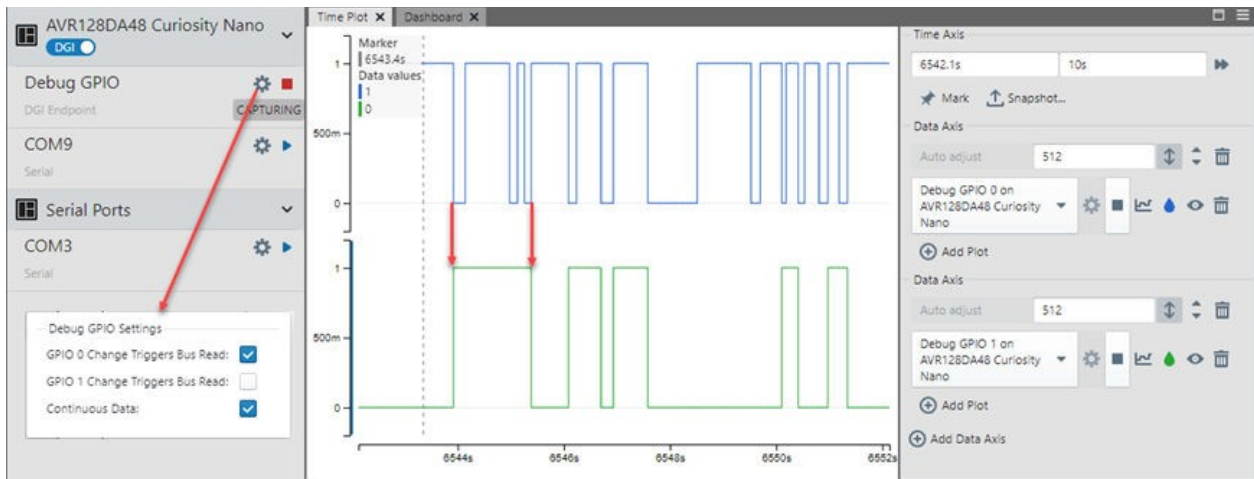 AVR128DA48 Curiosity Nano
DGI
Debug GPIO
DGI Endpoint
CAPTURING
COM9
Serial
Serial Ports
COM3
Serial
Debug GPIO Settings
GPIO 0 Change Triggers Bus Read:
GPIO 1 Change Triggers Bus Read:
Continuous Data:
Time Plot
Dashboard
Marker
6543.4s
Data values
1
0
1
500m
0
1
500m
0
6544s
6546s
6548s
6550s
6552s
Time Axis
6542.1s
10s
Mark
Snapshot...
Data Axis
Auto adjust
512
Debug GPIO 0 on
AVR128DA48 Curiosity
Nano
Add Plot
Data Axis
Auto adjust
512
Debug GPIO 1 on
AVR128DA48 Curiosity
Nano
Add Plot
Add Data Axis